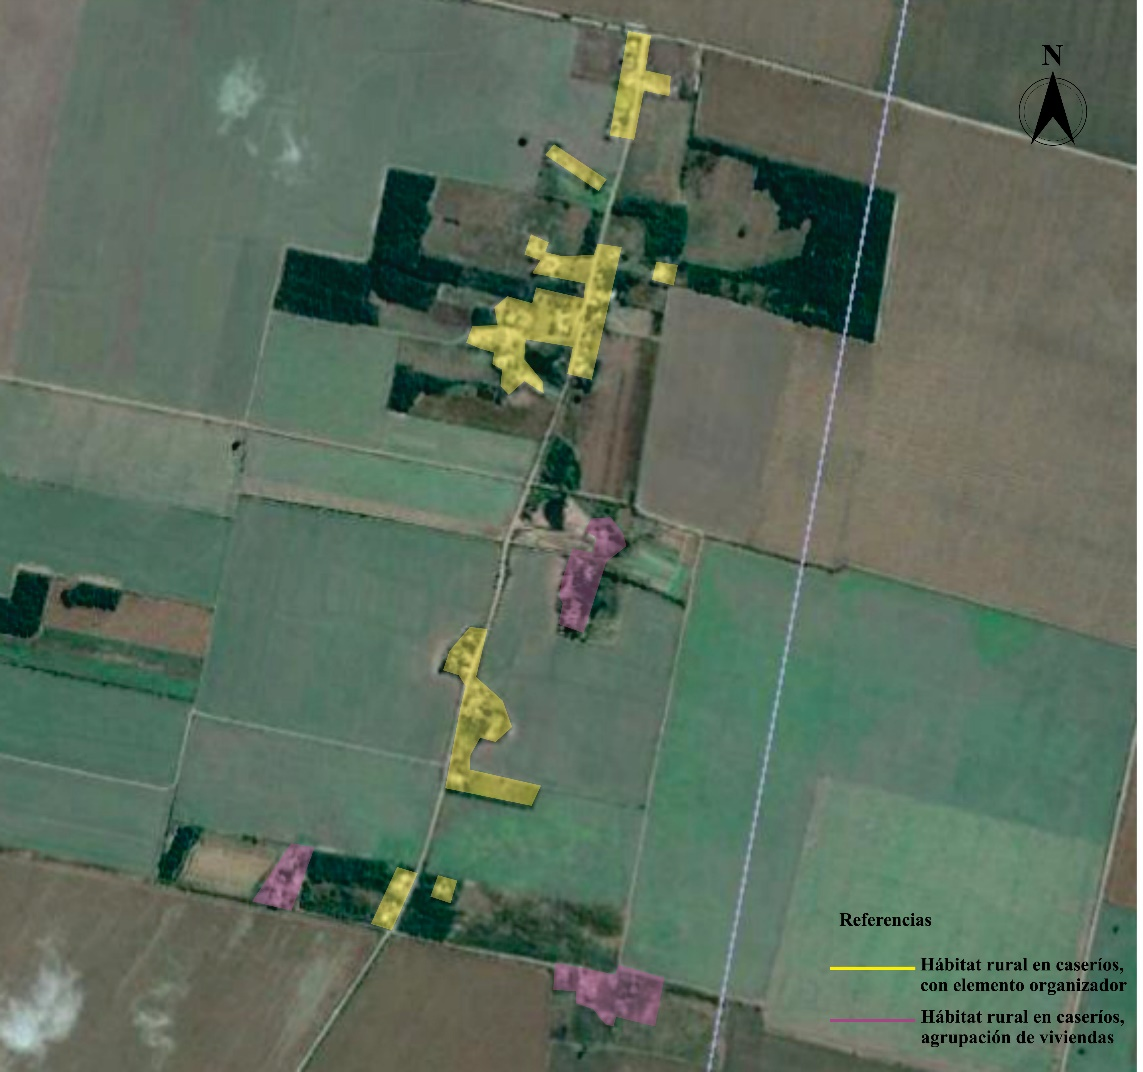 N
Referencias
Hábitat rural en caseríos,
con elemento organizador
Hábitat rural en caseríos,
agrupación de viviendas